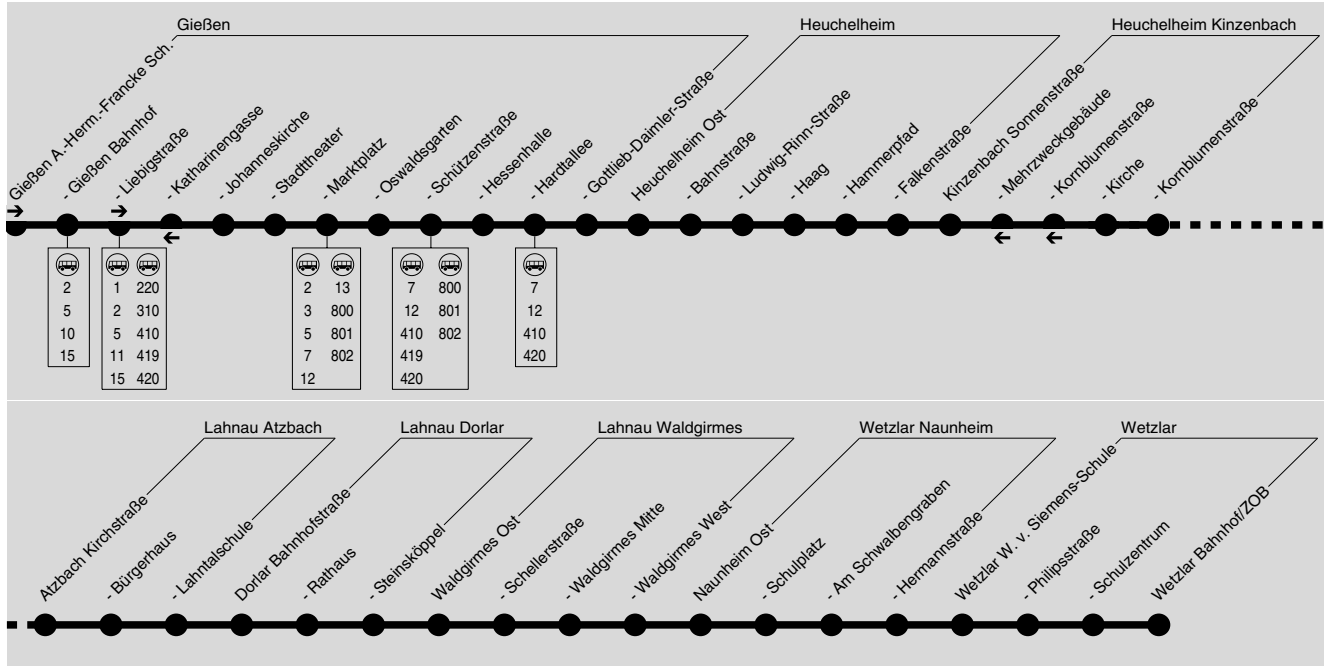 Gießen
Heuchelheim
Heuchelheim Kinzenbach
Gießen A.-Herm.-Francke Sch.
Gießen Bahnhof
- Liebigstraße
- Katharinengasse
- Johanneskirche
- Stadttheater
- Marktplatz
- Oswaldsgarten
- Schützenstraße
- Hessenhalle
- Hardtallee
- Gottlieb-Daimler-Straße
Heuchelheim Ost
- Bahnstraße
- Ludwig-Rinn-Straße
- Haag
- Hammerpfad
- Falkenstraße
Kinzenbach Sonnenstraße
- Mehrzweckgebäude
- Kornblumenstraße
- Kirche
- Kornblumenstraße
2
5
10
15
1 220
2 310
5 410
11 419
15 420
2 13
3 800
5 801
7 802
12
7 800
12 801
410 802
419
420
7
12
410
420
Lahnau Atzbach
Lahnau Dorlar
Lahnau Waldgirmes
Wetzlar Naunheim
Wetzlar
Atzbach Kirchstraße
- Bürgerhaus
- Lahntalschule
Dorlar Bahnhofstraße
- Rathaus
- Steinsköppel
Waldgirmes Ost
- Schellerstraße
- Waldgirmes Mitte
- Waldgirmes West
Naunheim Ost
- Schulplatz
- Am Schwalbengraben
- Hermannstraße
Wetzlar W. v. Siemens-Schule
- Philipsstraße
- Schulzentrum
Wetzlar Bahnhof/ZOB